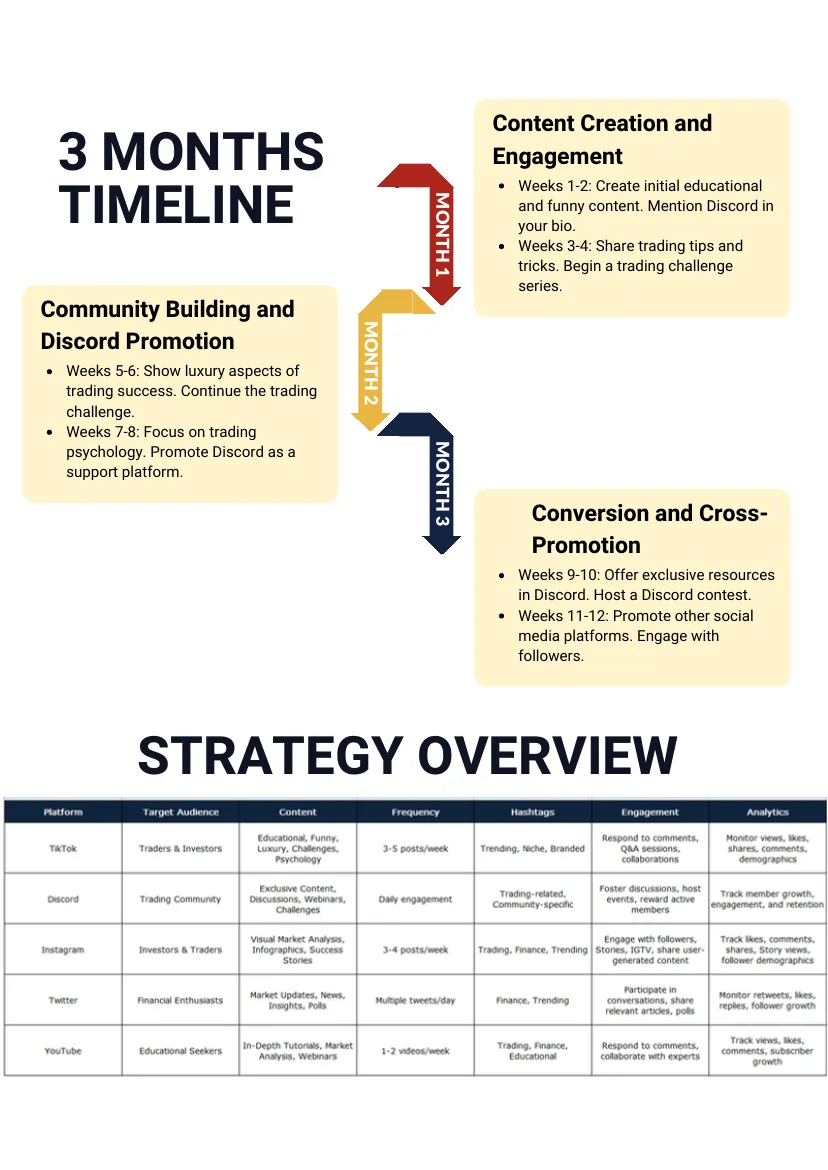 3 MONTHS
TIMELINE
MONTH 1
Content Creation and
Engagement
• Weeks 1-2: Create initial educational
and funny content. Mention Discord in
your bio.
• Weeks 3-4: Share trading tips and
tricks. Begin a trading challenge
series.
MONTH 2
Community Building and
Discord Promotion
• Weeks 5-6: Show luxury aspects of
trading success. Continue the trading
challenge.
• Weeks 7-8: Focus on trading
psychology. Promote Discord as a
support platform.
MONTH 3
Conversion and Cross-
Promotion
• Weeks 9-10: Offer exclusive resources
in Discord. Host a Discord contest.
• Weeks 11-12: Promote other social
media platforms. Engage with
followers.
STRATEGY OVERVIEW
Platform
Target Audience
Content
Frequency
Hashtags
Engagement
Analytics
TikTok
Traders & Investors
Educational, Funny,
Luxury, Challenges,
Psychology
3-5 posts/week
Trending, Niche, Branded
Respond to comments,
Q&A sessions,
collaborations
Monitor views, likes,
shares, comments,
demographics
Discord
Trading Community
Exclusive Content,
Discussions, Webinars,
Challenges
Daily engagement
Trading-related,
Community-specific
Foster discussions, host
events, reward active
members
Track member growth,
engagement, and retention
Instagram
Investors & Traders
Visual Market Analysis,
Infographics, Success
Stories
3-4 posts/week
Trading, Finance, Trending
Engage with followers,
Stories, IGTV, share user-
generated content
Track likes, comments,
shares, Story views,
follower demographics
Twitter
Financial Enthusiasts
Market Updates, News,
Insights, Polls
Multiple tweets/day
Finance, Trending
Participate in
conversations, share
relevant articles, polls
Monitor retweets, likes,
replies, follower growth
YouTube
Educational Seekers
In-Depth Tutorials, Market
Analysis, Webinars
1-2 videos/week
Trading, Finance,
Educational
Respond to comments,
collaborate with experts
Track views, likes,
comments, subscriber
growth